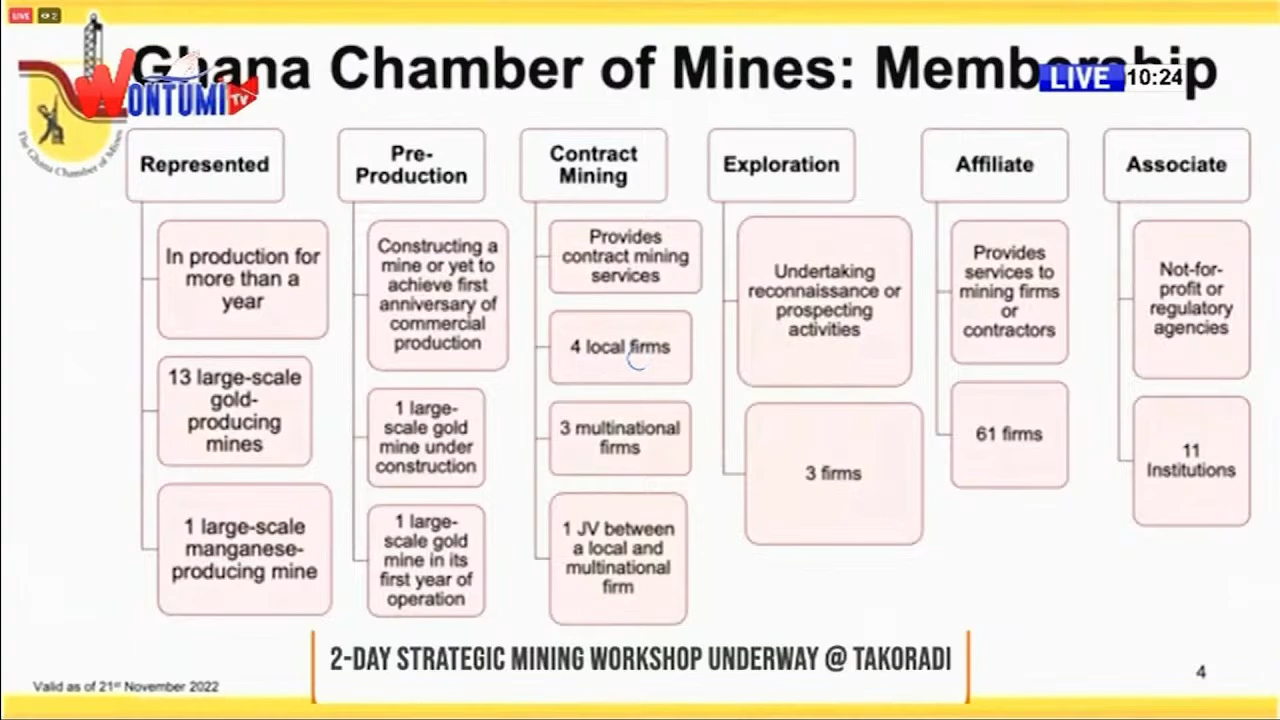 LIVE
2
Ghana Chamber of Mines: Membership
LIVE 10:24
WONTUMI TV
The Ghana Chamber of Mines
Represented
In production for
more than a
year
13 large-scale
gold-
producing
mines
1 large-scale
manganese-
producing mine
Pre-
Production
Constructing a
mine or yet to
achieve first
anniversary of
commercial
production
1 large-
scale gold
mine under
construction
1 large-
scale gold
mine in its
first year of
operation
Contract
Mining
Provides
contract mining
services
4 local firms
3 multinational
firms
1 JV between
a local and
multinational
firm
Exploration
Undertaking
reconnaissance or
prospecting
activities
3 firms
Affiliate
Provides
services to
mining firms
or
contractors
61 firms
Associate
Not-for-
profit or
regulatory
agencies
11
Institutions
2-DAY STRATEGIC MINING WORKSHOP UNDERWAY @ TAKORADI
Valid as of 21st November 2022
4